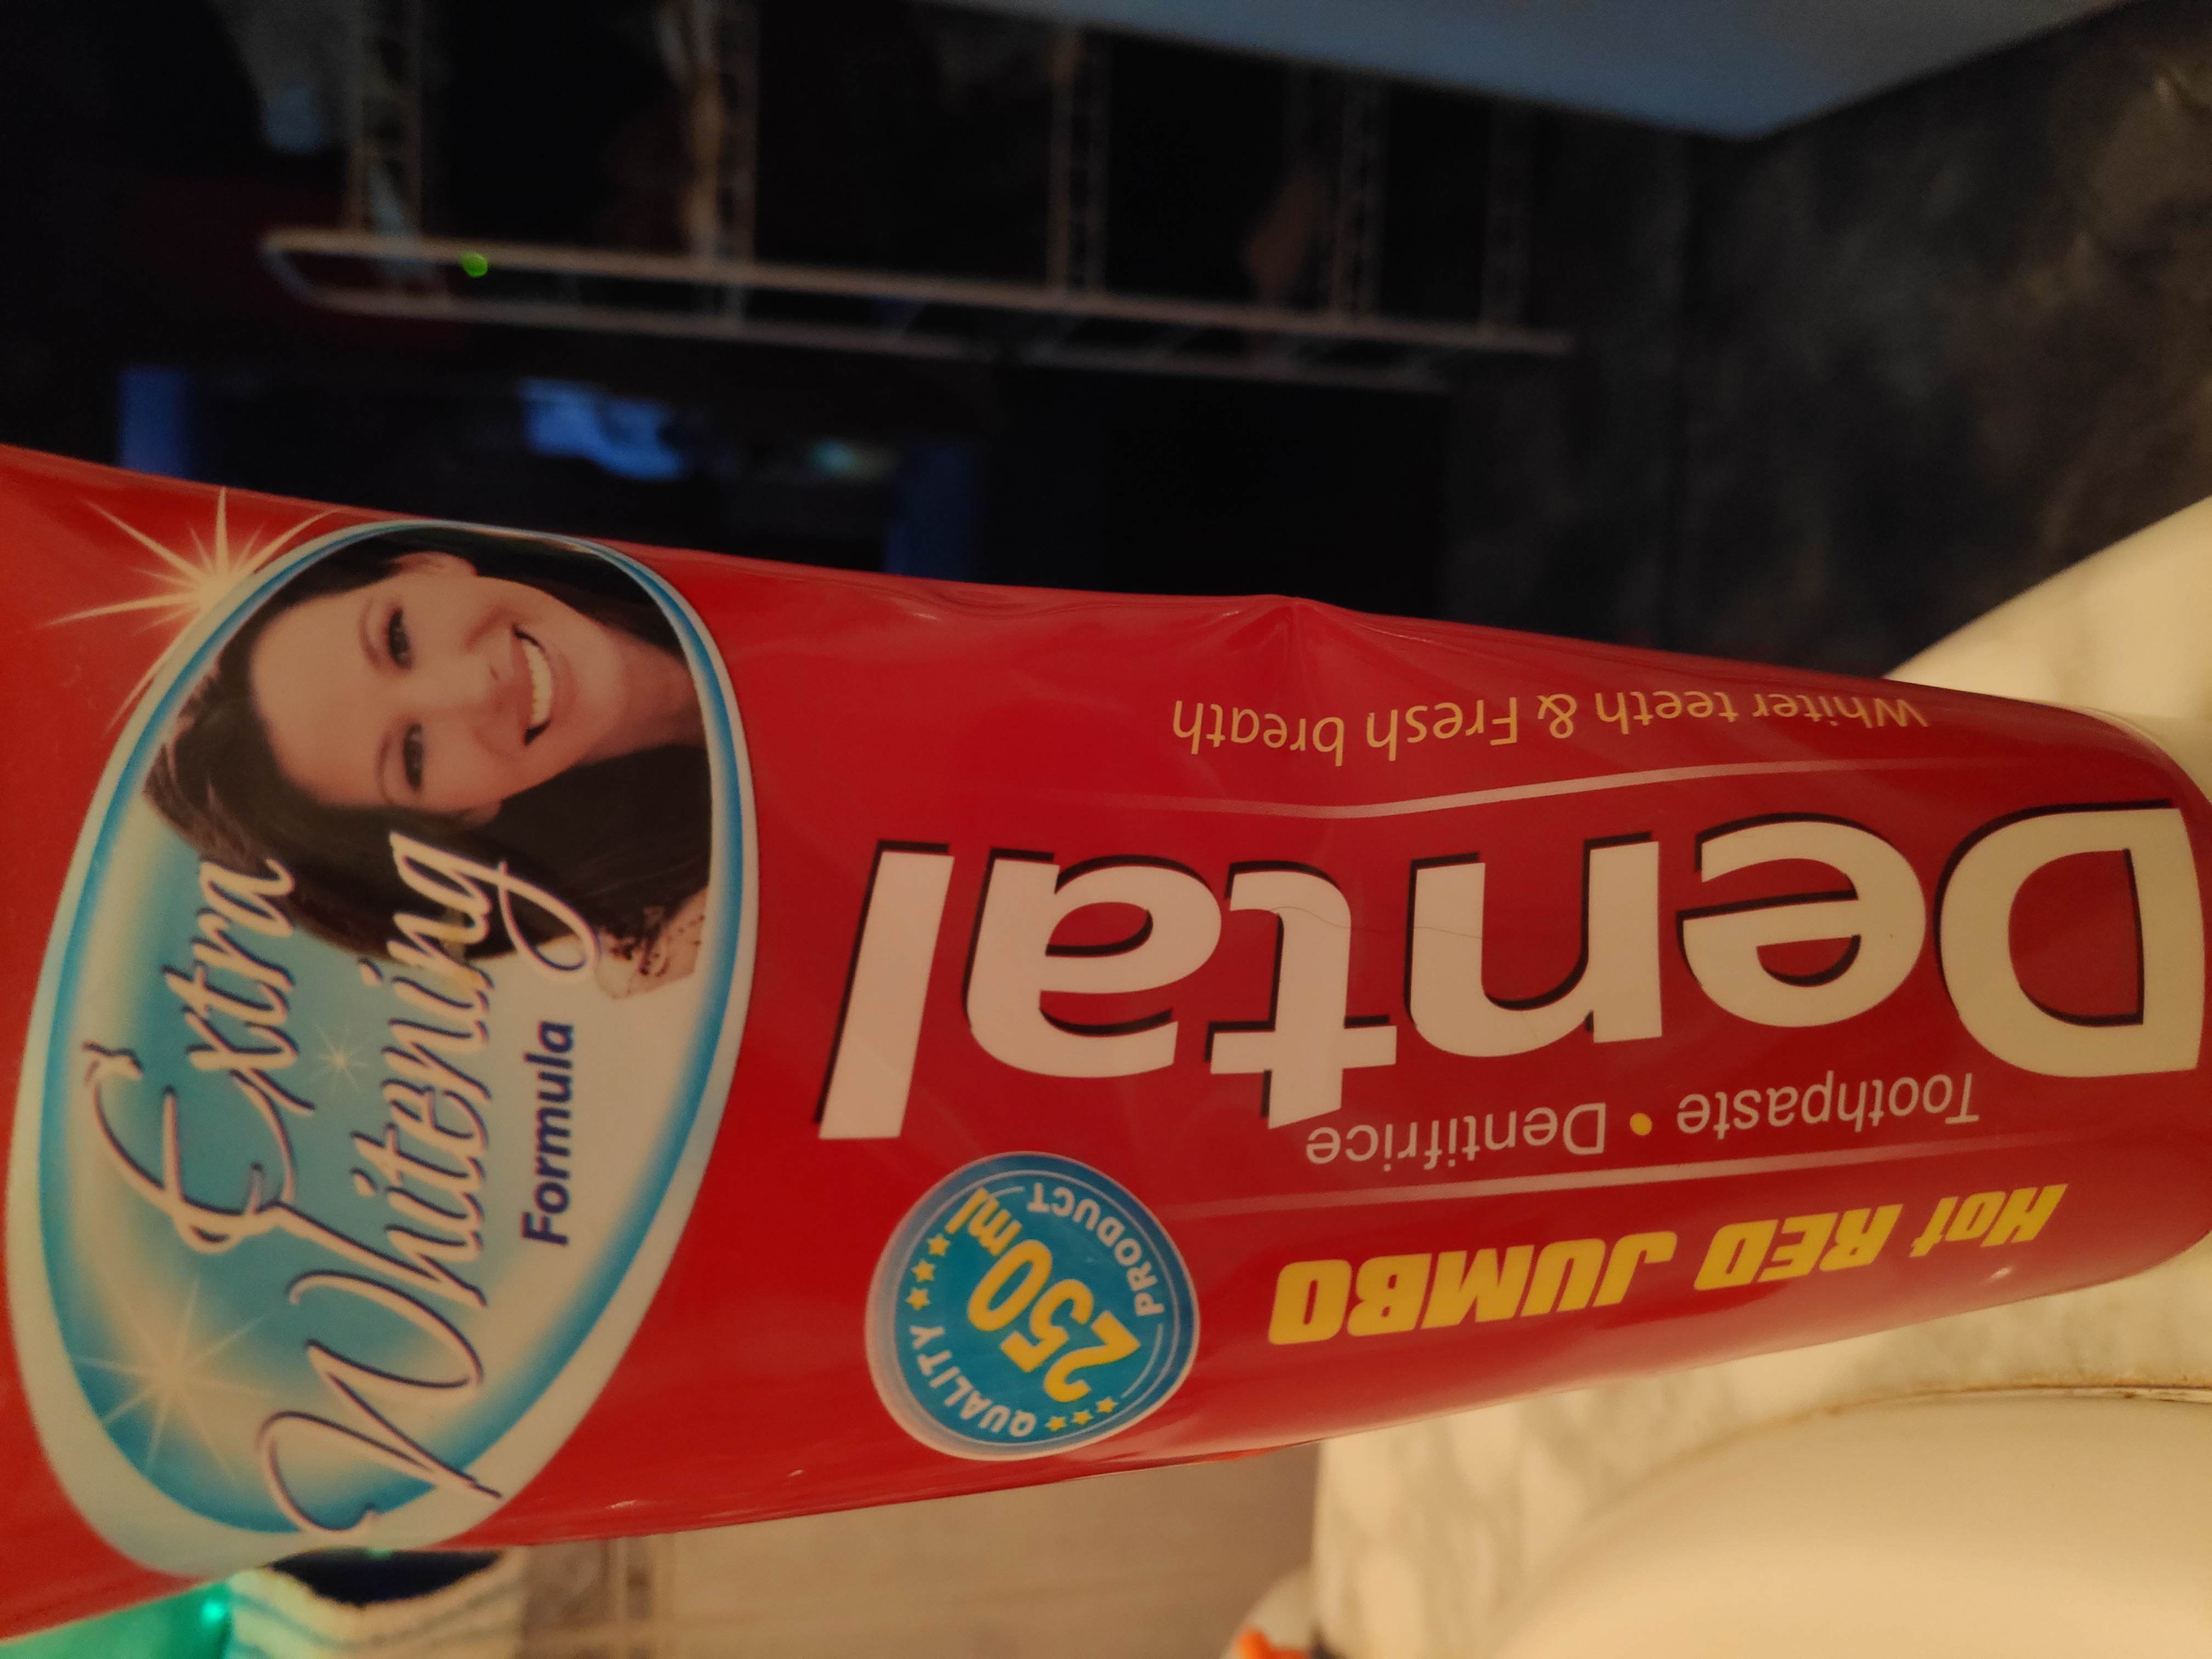 Hot RED JUMBO
Toothpaste • Dentifrice
Dental
Whiter teeth & Fresh breath
QUALITY
250ml
PRODUCT
Extra
Whitening
Formula